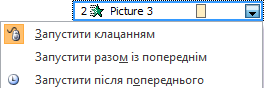 2 Picture 3
Запустити клацанням
Запустити разом із попереднім
Запустити після попереднього